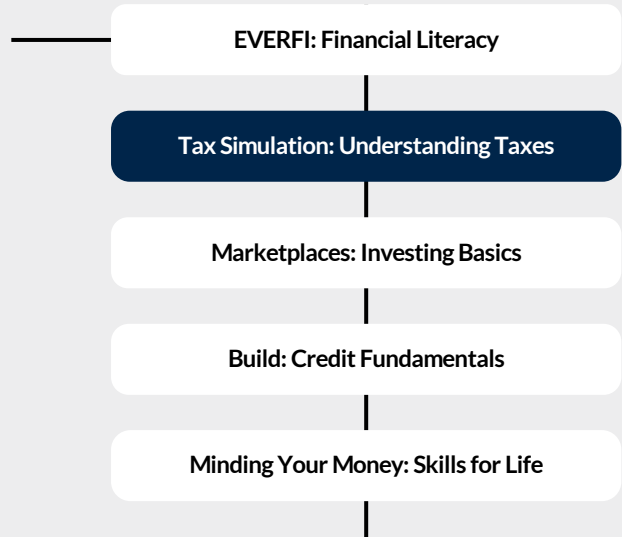 EVERFI: Financial Literacy
Tax Simulation: Understanding Taxes
Marketplaces: Investing Basics
Build: Credit Fundamentals
Minding Your Money: Skills for Life